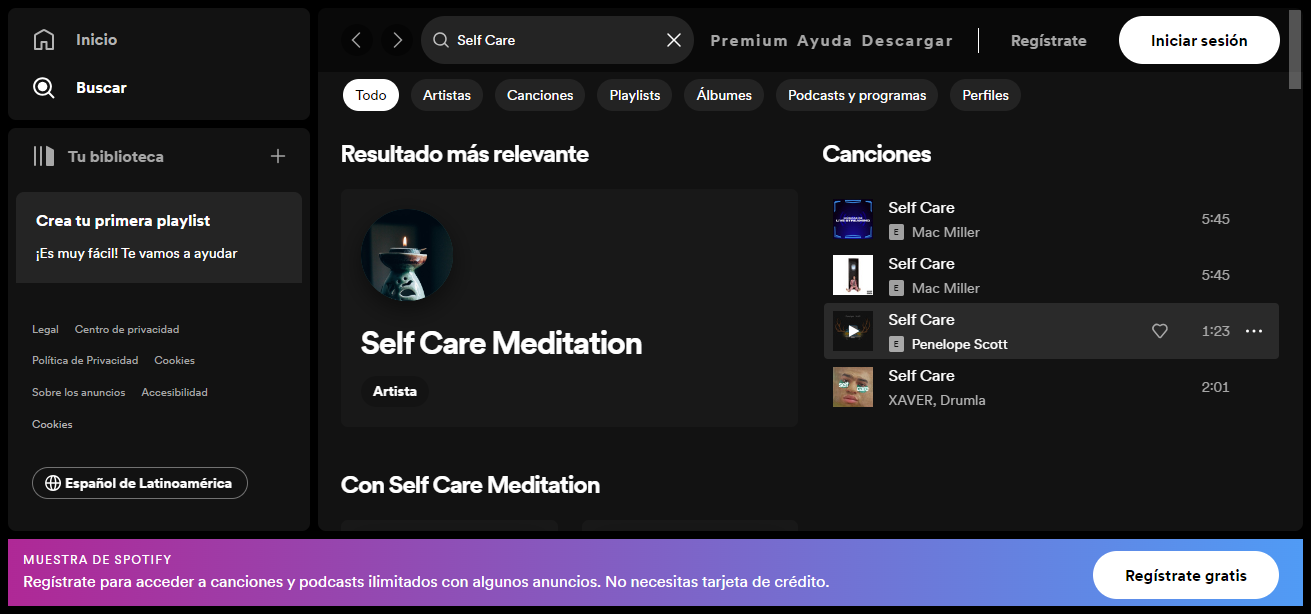 Inicio
Buscar
Tu biblioteca
Crea tu primera playlist
¡Es muy fácil! Te vamos a ayudar
Legal Centro de privacidad
Política de Privacidad Cookies
Sobre los anuncios Accesibilidad
Cookies
Español de Latinoamérica
Self Care
Premium Ayuda Descargar
Regístrate
Iniciar sesión
Todo Artistas Canciones Playlists Álbumes Podcasts y programas Perfiles
Resultado más relevante
Self Care Meditation
Artista
Canciones
Self Care
E Mac Miller
5:45
Self Care
E Mac Miller
5:45
Self Care
E Penelope Scott
1:23
self care
Self Care
XAVER, Drumla
2:01
Con Self Care Meditation
MUESTRA DE SPOTIFY
Regístrate para acceder a canciones y podcasts ilimitados con algunos anuncios. No necesitas tarjeta de crédito.
Regístrate gratis